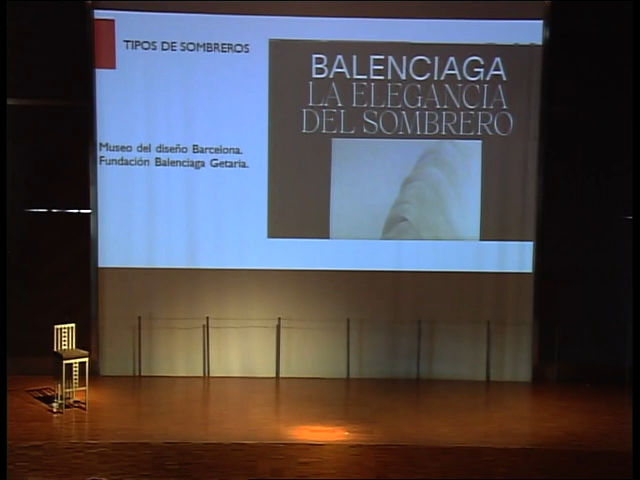 TIPOS DE SOMBREROS
BALENCIAGA
LA ELEGANCIA
DEL SOMBRERO
Museo del diseño Barcelona.
Fundación Balenciaga Getaria.